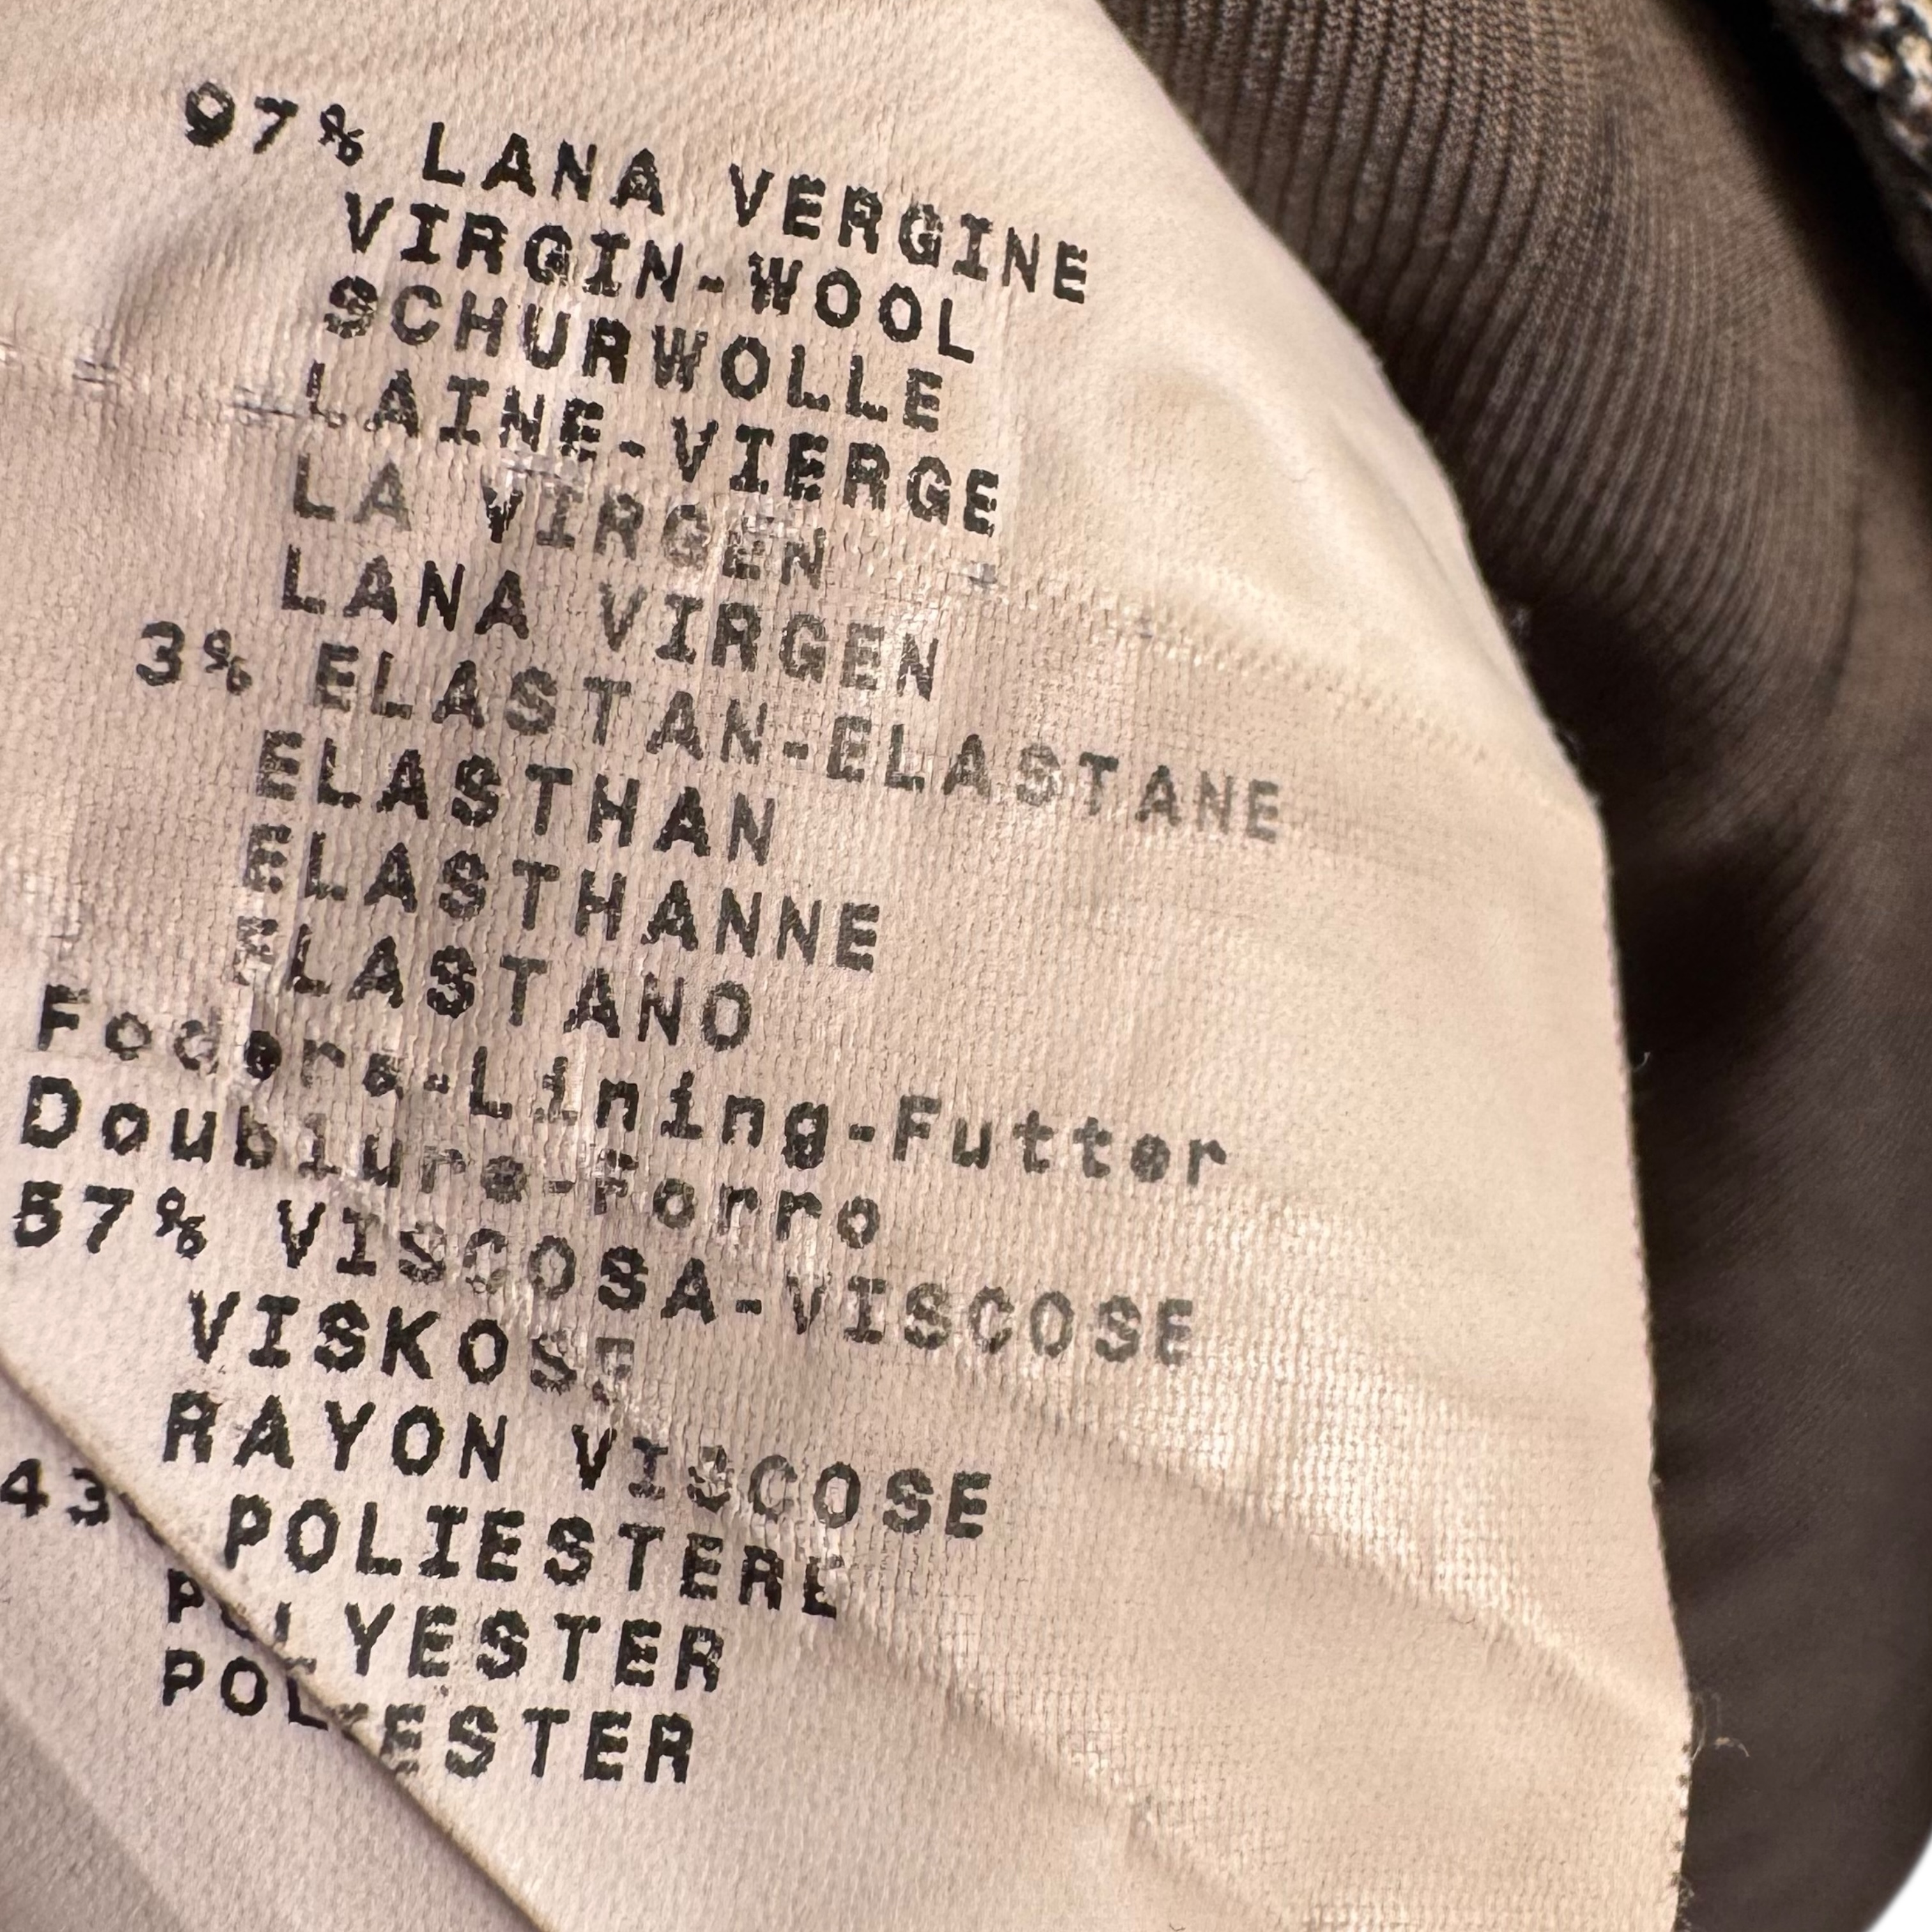 97% LANA VERGINE
VIRGIN-WOOL
SCHURWOLLE
LAINE-VIERGE
LA VIRGEN
LANA VIRGEN
3% ELASTAN-ELASTANE
ELASTHAN
ELASTHANNE
ELASTANO
Fodera-Lining-Futter
Doublure-Forro
57% VISCOSA-VISCOSE
VISKOSE
RAYON VISCOSE
43 POLIESTERE
POLYESTER
POLYESTER